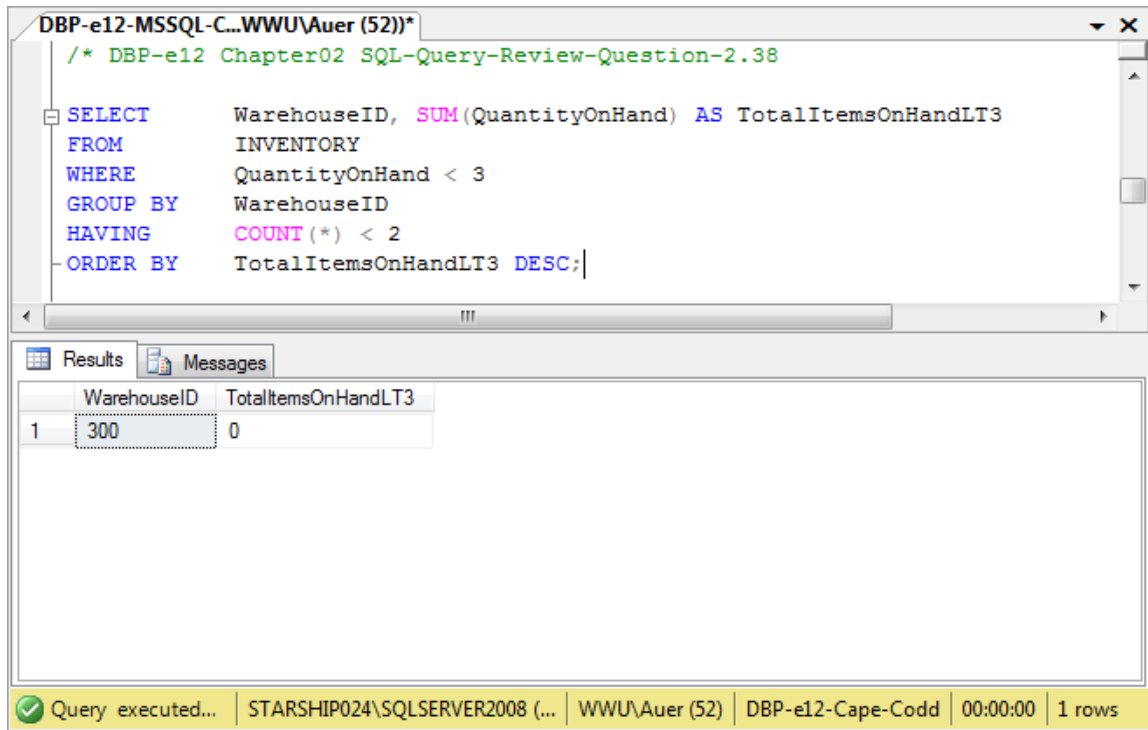 DBP-e12-MSSQL-C...WWU\Auer (52))*
/* DBP-e12 Chapter02 SQL-Query-Review-Question-2.38
SELECT WarehouseID, SUM(QuantityOnHand) AS TotalItemsOnHandLT3
FROM INVENTORY
WHERE QuantityOnHand < 3
GROUP BY WarehouseID
HAVING COUNT(*) < 2
ORDER BY TotalItemsOnHandLT3 DESC;
Results Messages
WarehouseID TotalItemsOnHandLT3
1 300 0
Query executed... STARSHIP024\SQLSERVER2008 (... WWU\Auer (52) DBP-e12-Cape-Codd 00:00:00 1 rows